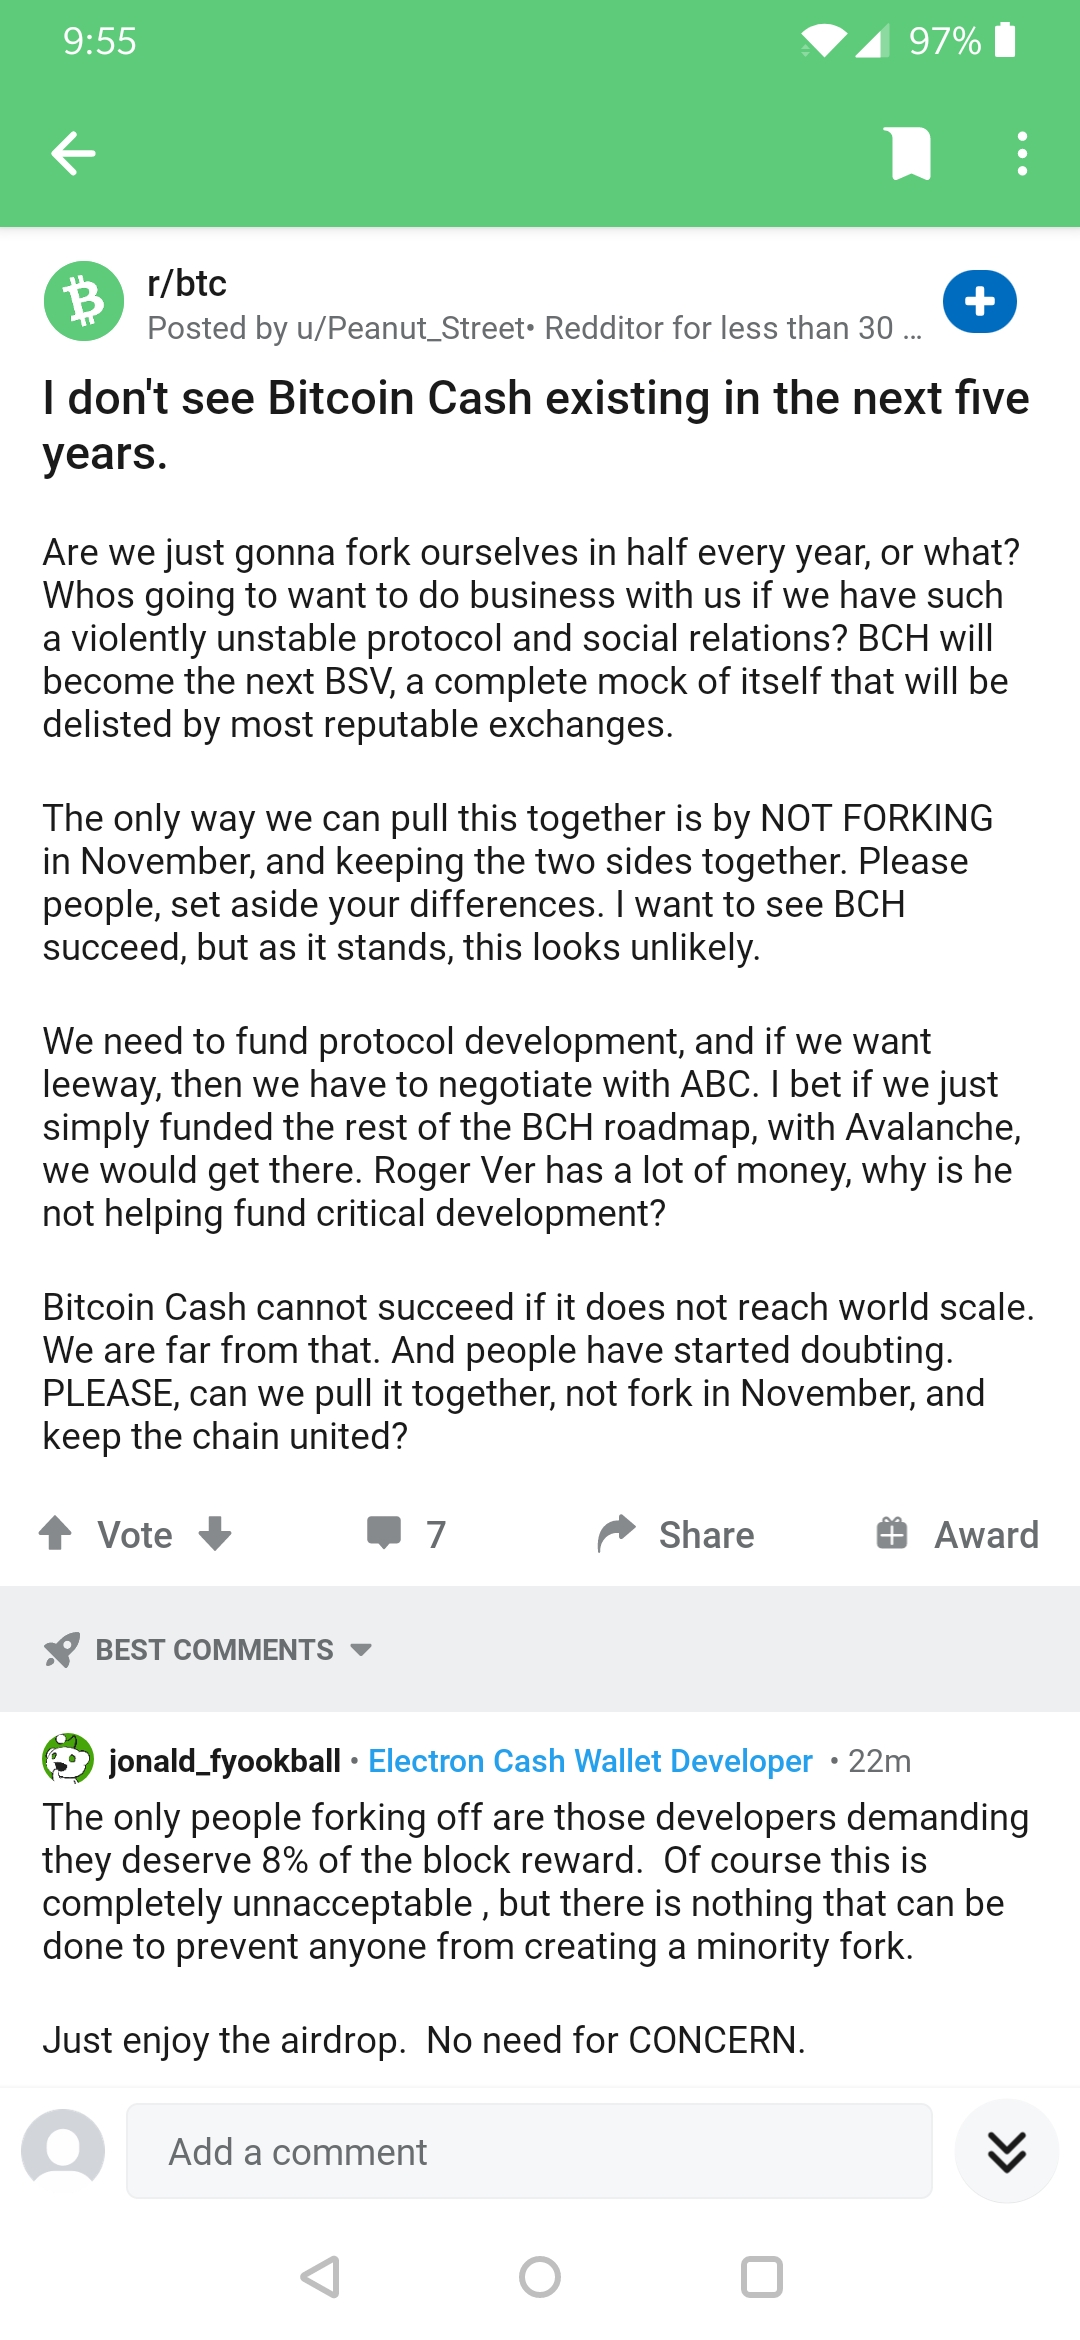 9:55
97%
r/btc
Posted by u/Peanut_Street• Redditor for less than 30 ...
I don't see Bitcoin Cash existing in the next five
years.
Are we just gonna fork ourselves in half every year, or what?
Whos going to want to do business with us if we have such
a violently unstable protocol and social relations? BCH will
become the next BSV, a complete mock of itself that will be
delisted by most reputable exchanges.
The only way we can pull this together is by NOT FORKING
in November, and keeping the two sides together. Please
people, set aside your differences. I want to see BCH
succeed, but as it stands, this looks unlikely.
We need to fund protocol development, and if we want
leeway, then we have to negotiate with ABC. I bet if we just
simply funded the rest of the BCH roadmap, with Avalanche,
we would get there. Roger Ver has a lot of money, why is he
not helping fund critical development?
Bitcoin Cash cannot succeed if it does not reach world scale.
We are far from that. And people have started doubting.
PLEASE, can we pull it together, not fork in November, and
keep the chain united?
Vote 7 Share Award
BEST COMMENTS
jonald_fyookball • Electron Cash Wallet Developer • 22m
The only people forking off are those developers demanding
they deserve 8% of the block reward.  Of course this is
completely unnacceptable , but there is nothing that can be
done to prevent anyone from creating a minority fork.
Just enjoy the airdrop.  No need for CONCERN.
Add a comment